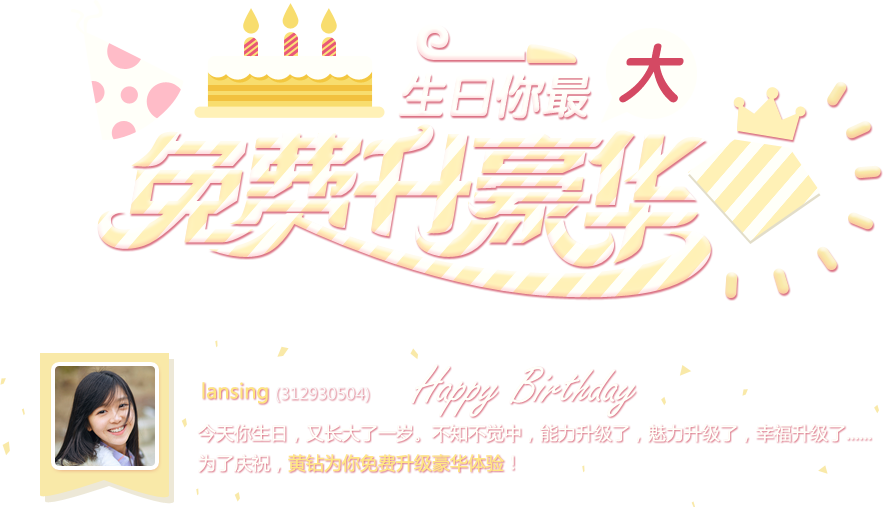 生日你最大
免费升豪华
lansing (312930504)
Happy Birthday
今天你生日，又长大了一岁。不知不觉中，能力升级了，魅力升级了，幸福升级了......
为了庆祝，黄钻为你免费升级豪华体验！